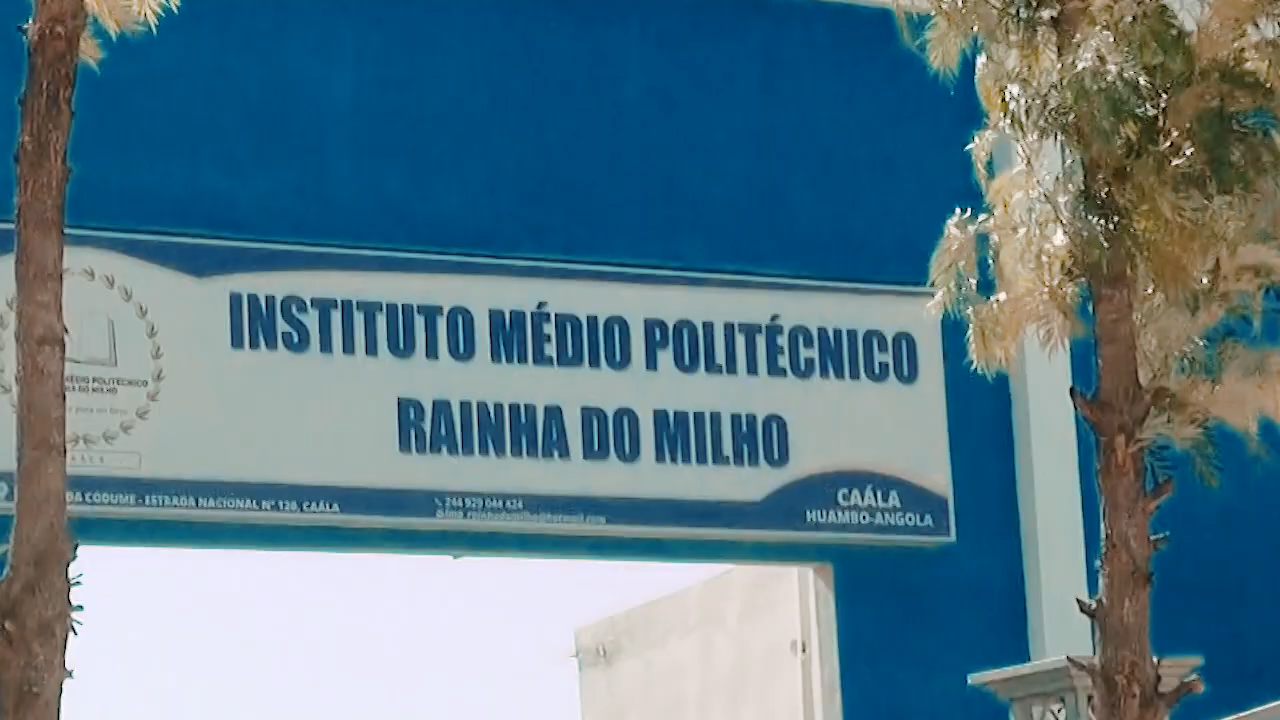 INSTITUTO MÉDIO POLITÉCNICO
RAINHA DO MILHO
MÉDIO POLITÉCNICO
DO MILHO
CODUME - ESTRADA NACIONAL Nº 120, CAÁLA
244 929 044 424
CAÁLA
HUAMBO-ANGOLA